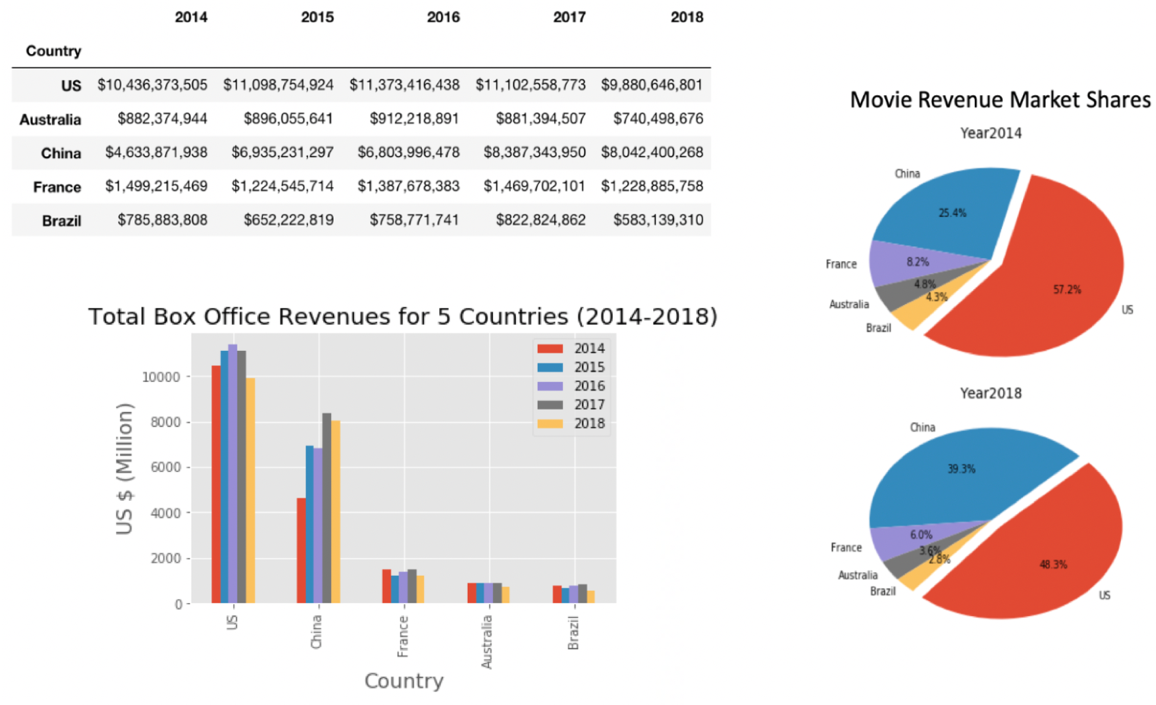 2014 2015 2016 2017 2018
Country
US $10,436,373,505 $11,098,754,924 $11,373,416,438 $11,102,558,773 $9,880,646,801
Australia $882,374,944 $896,055,641 $912,218,891 $881,394,507 $740,498,676
China $4,633,871,938 $6,935,231,297 $6,803,996,478 $8,387,343,950 $8,042,400,268
France $1,499,215,469 $1,224,545,714 $1,387,678,383 $1,469,702,101 $1,228,885,758
Brazil $785,883,808 $652,222,819 $758,771,741 $822,824,862 $583,139,310
Total Box Office Revenues for 5 Countries (2014-2018)
US $ (Million)
10000
8000
6000
4000
2000
0
2014
2015
2016
2017
2018
US China France Australia Brazil
Country
Movie Revenue Market Shares
Year2014
China
25.4%
France
8.2%
Australia
4.8%
Brazil
4.3%
57.2%
US
Year2018
China
39.3%
France
6.0%
Australia
3.6%
Brazil
2.8%
48.3%
US